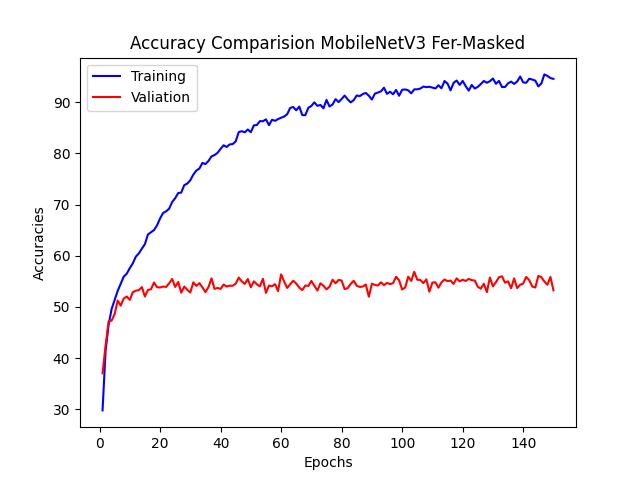 Accuracy Comparision MobileNetV3 Fer-Masked
Training
Valiation
90
80
70
60
50
40
30
Accuracies
0 20 40 60 80 100 120 140
Epochs